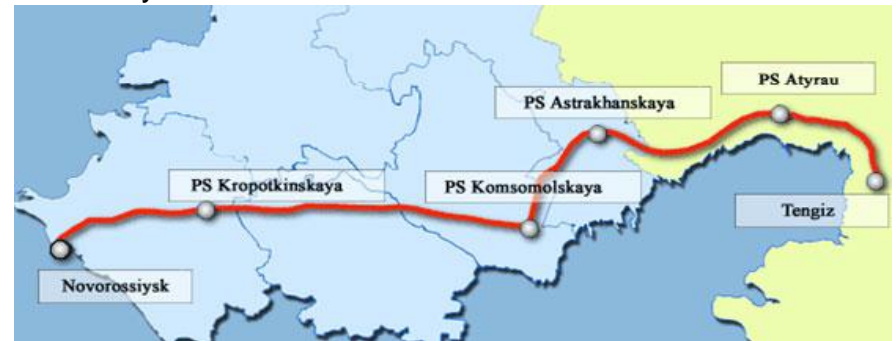 PS Atyrau
PS Astrakhanskaya
PS Kropotkinskaya
PS Komsomolskaya
Tengiz
Novorossiysk